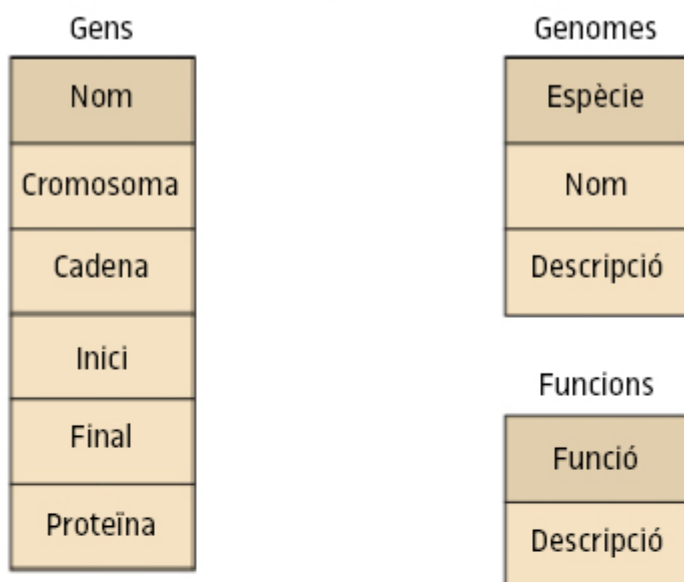 Gens
Nom
Cromosoma
Cadena
Inici
Final
Proteïna
Genomes
Espècie
Nom
Descripció
Funcions
Funció
Descripció